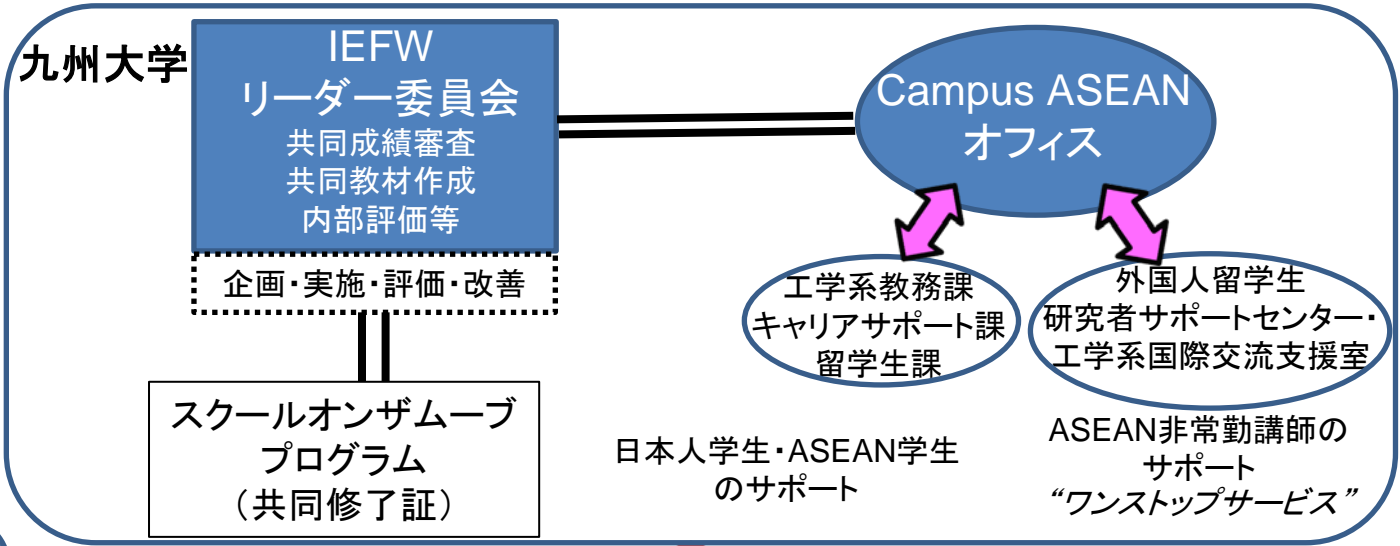 九州大学
IEFW
リーダー委員会
共同成績審査
共同教材作成
内部評価等
企画・実施・評価・改善
スクールオンザムーブ
プログラム
(共同修了証)
Campus ASEAN
オフィス
工学系教務課
キャリアサポート課
留学生課
外国人留学生
研究者サポートセンター・
工学系国際交流支援室
日本人学生・ASEAN学生
のサポート
ASEAN非常勤講師の
サポート
“ワンストップサービス”